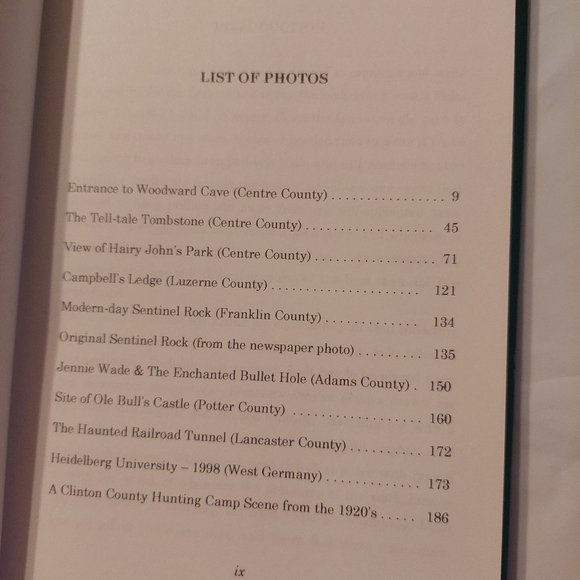 LIST OF PHOTOS
Entrance to Woodward Cave (Centre County) . . . . . . . . . . . . . . . . 9
The Tell-tale Tombstone (Centre County) . . . . . . . . . . . . . . . . . . 45
View of Hairy John's Park (Centre County) . . . . . . . . . . . . . . . . . 71
Campbell's Ledge (Luzerne County) . . . . . . . . . . . . . . . . . . . . . 121
Modern-day Sentinel Rock (Franklin County) . . . . . . . . . . . . . 134
Original Sentinel Rock (from the newspaper photo) . . . . . . . . . 135
Jennie Wade & The Enchanted Bullet Hole (Adams County) . 150
Site of Ole Bull's Castle (Potter County) . . . . . . . . . . . . . . . . . . 160
The Haunted Railroad Tunnel (Lancaster County) . . . . . . . . . . 172
Heidelberg University – 1998 (West Germany) . . . . . . . . . . . . . 173
A Clinton County Hunting Camp Scene from the 1920's . . . . . 186
ix